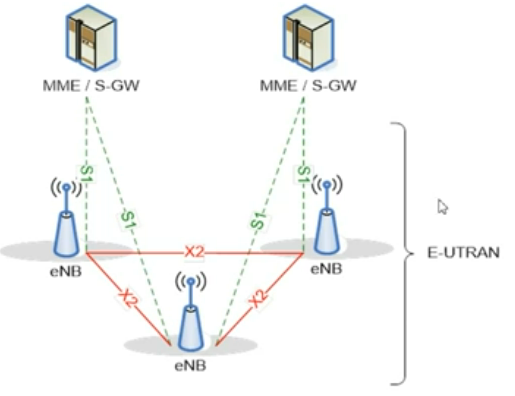 MME / S-GW
MME / S-GW
S1
S1
S1
S1
X2
E-UTRAN
eNB
eNB
X2
X2
eNB